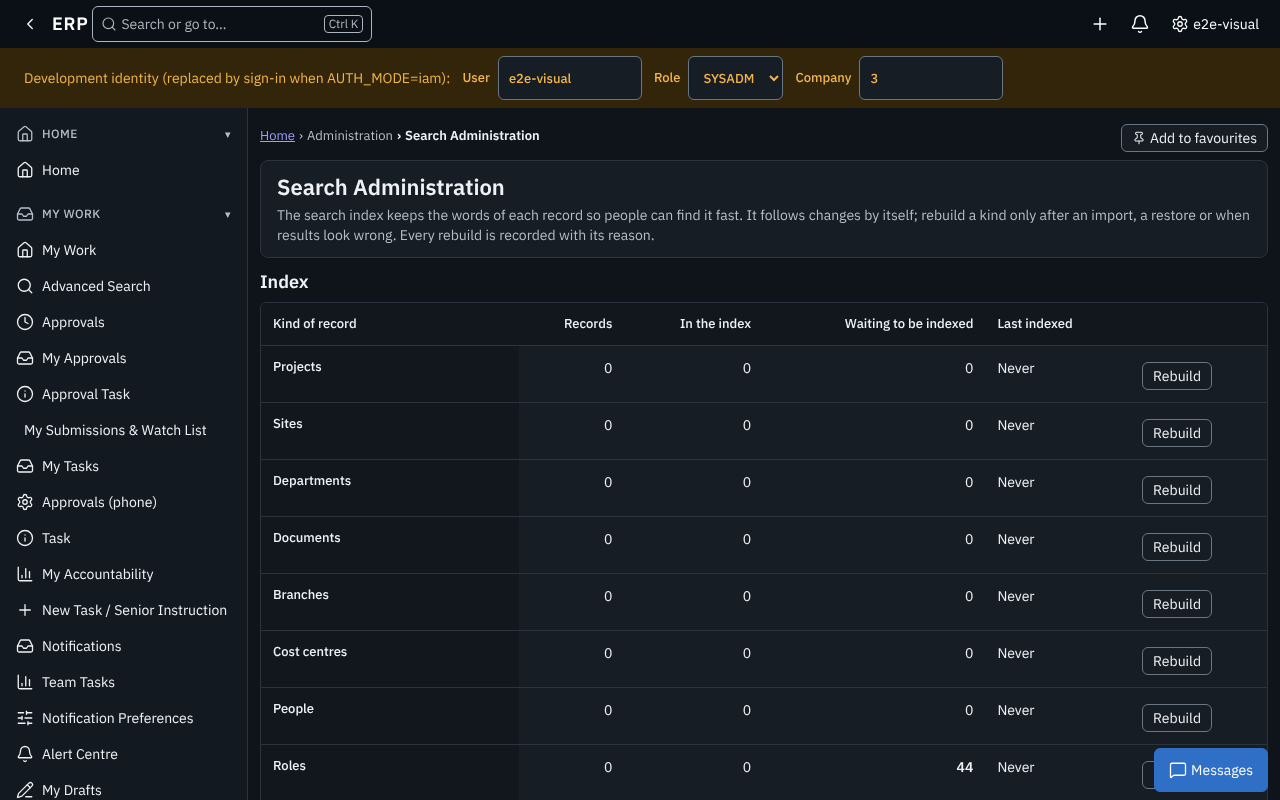 ERP
Search or go to...
Ctrl K
e2e-visual
Development identity (replaced by sign-in when AUTH_MODE=iam):
User
e2e-visual
Role
SYSADM
Company
3
HOME
Home
MY WORK
My Work
Advanced Search
Approvals
My Approvals
Approval Task
My Submissions & Watch List
My Tasks
Approvals (phone)
Task
My Accountability
New Task / Senior Instruction
Notifications
Team Tasks
Notification Preferences
Alert Centre
My Drafts
Home › Administration › Search Administration
Add to favourites
Search Administration
The search index keeps the words of each record so people can find it fast. It follows changes by itself; rebuild a kind only after an import, a restore or when
results look wrong. Every rebuild is recorded with its reason.
Index
Kind of record Records In the index Waiting to be indexed Last indexed
Projects 0 0 0 Never Rebuild
Sites 0 0 0 Never Rebuild
Departments 0 0 0 Never Rebuild
Documents 0 0 0 Never Rebuild
Branches 0 0 0 Never Rebuild
Cost centres 0 0 0 Never Rebuild
People 0 0 0 Never Rebuild
Roles 0 0 44 Never
Messages